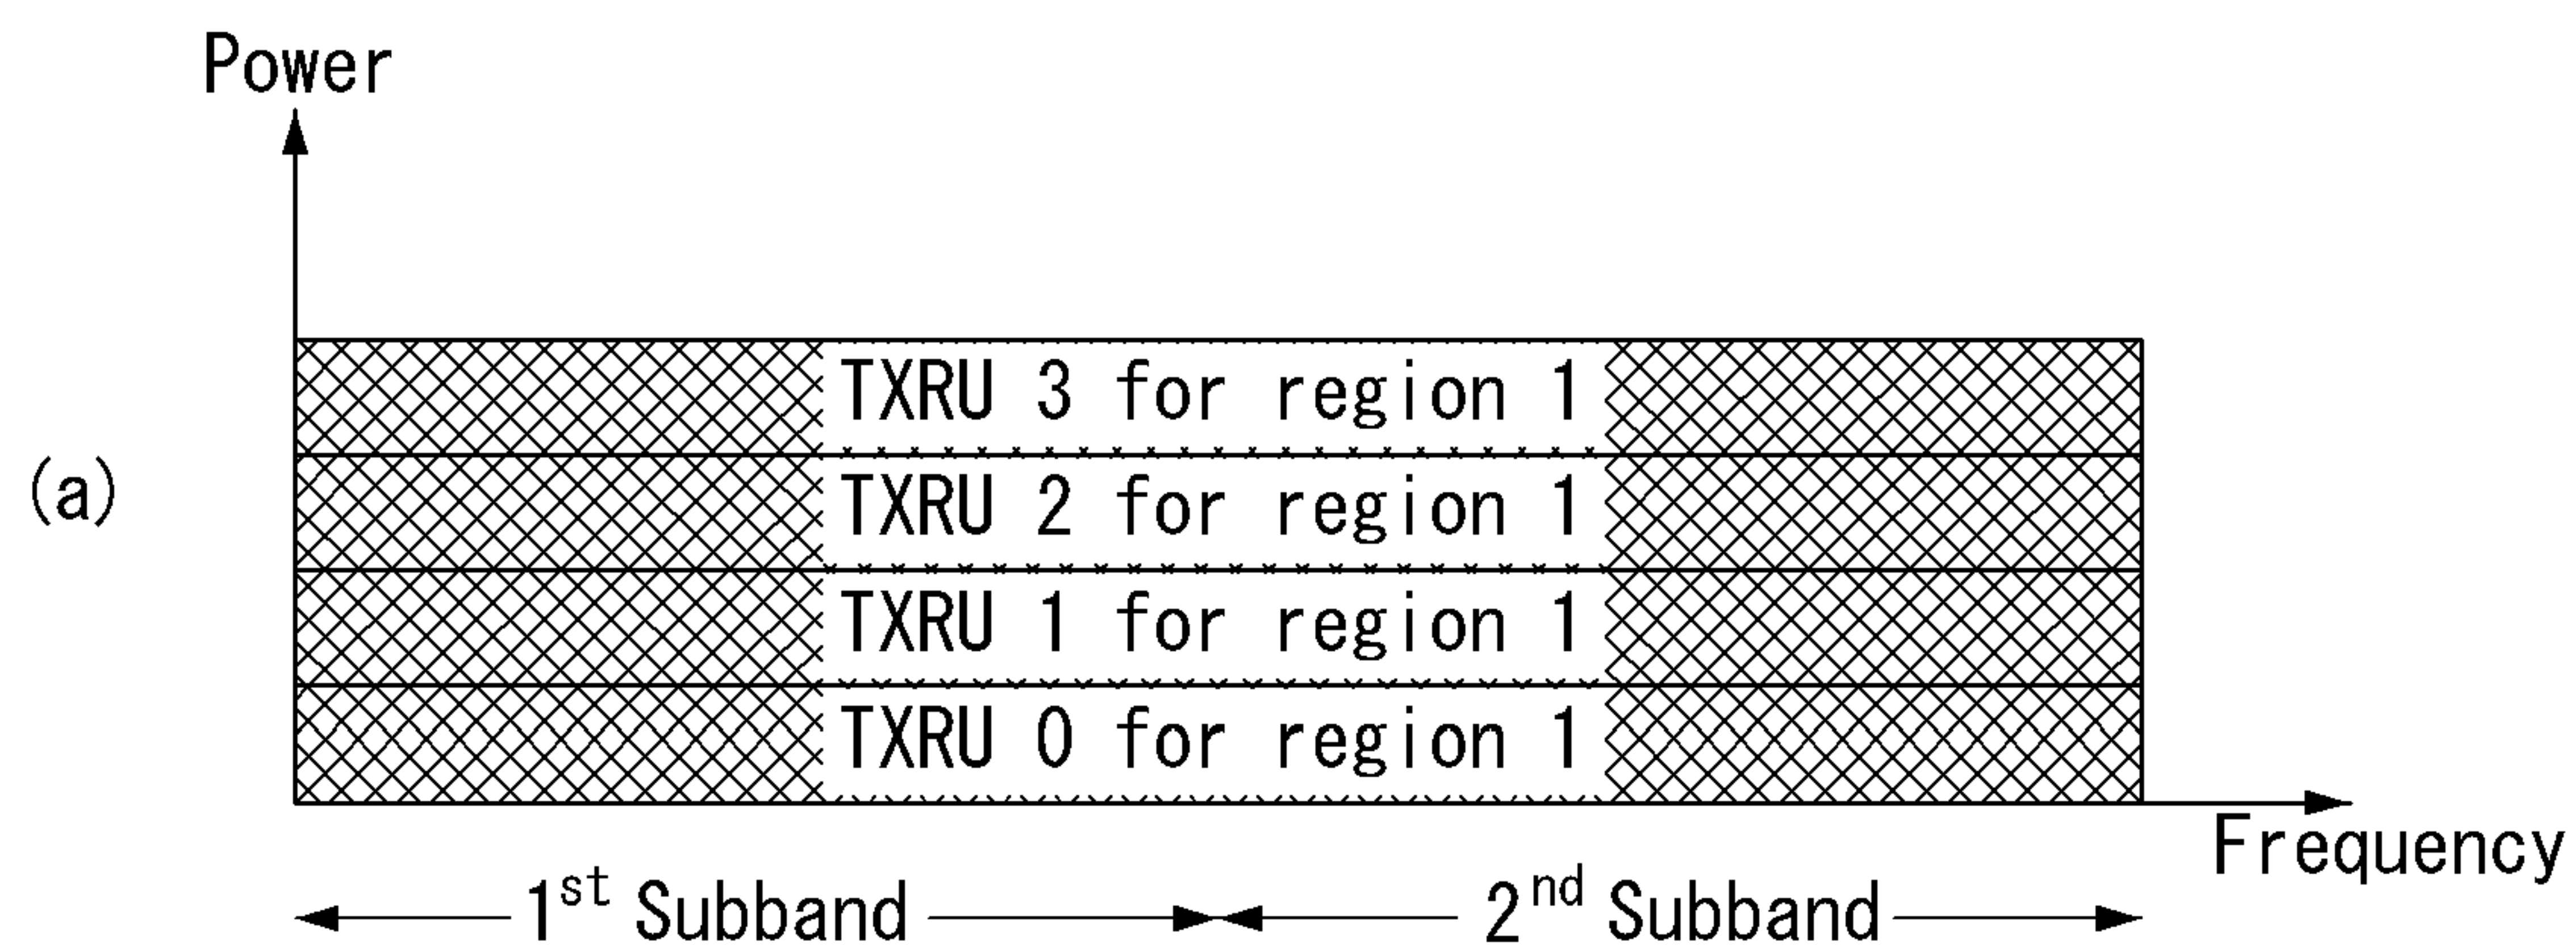 Power
(a)
TXRU 3 for region 1
TXRU 2 for region 1
TXRU 1 for region 1
TXRU 0 for region 1
Frequency
1st Subband
2nd Subband